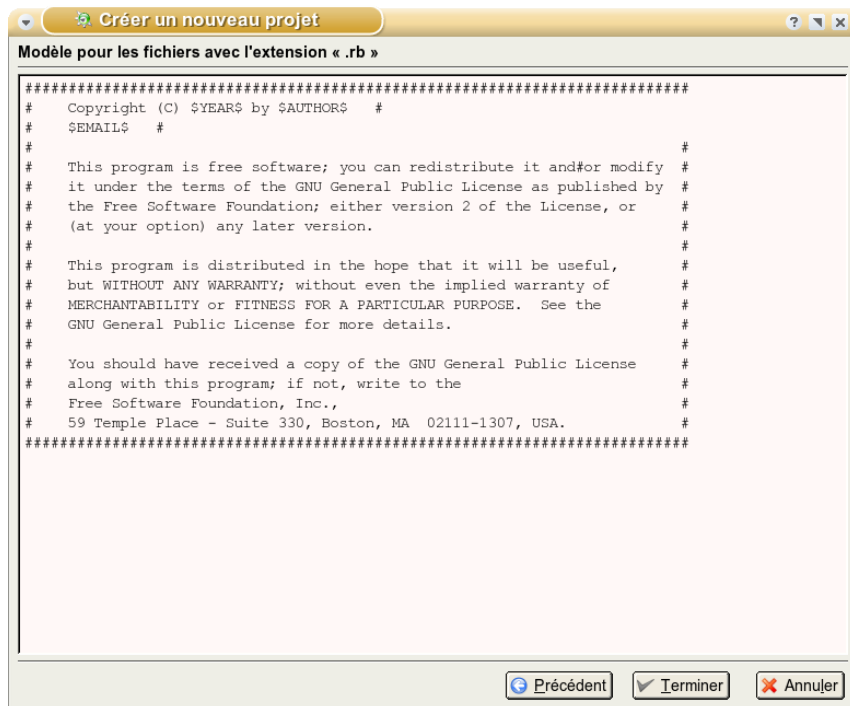 Créer un nouveau projet
?
Modèle pour les fichiers avec l'extension « .rb »
############################################################################
#    Copyright (C) $YEAR$ by $AUTHOR$   #
#    $EMAIL$   #
#                                                                          #
#    This program is free software; you can redistribute it and#or modify  #
#    it under the terms of the GNU General Public License as published by  #
#    the Free Software Foundation; either version 2 of the License, or     #
#    (at your option) any later version.                                   #
#                                                                          #
#    This program is distributed in the hope that it will be useful,       #
#    but WITHOUT ANY WARRANTY; without even the implied warranty of        #
#    MERCHANTABILITY or FITNESS FOR A PARTICULAR PURPOSE.  See the         #
#    GNU General Public License for more details.                          #
#                                                                          #
#    You should have received a copy of the GNU General Public License     #
#    along with this program; if not, write to the                         #
#    Free Software Foundation, Inc.,                                       #
#    59 Temple Place - Suite 330, Boston, MA  02111-1307, USA.             #
############################################################################
Précédent Terminer Annuler